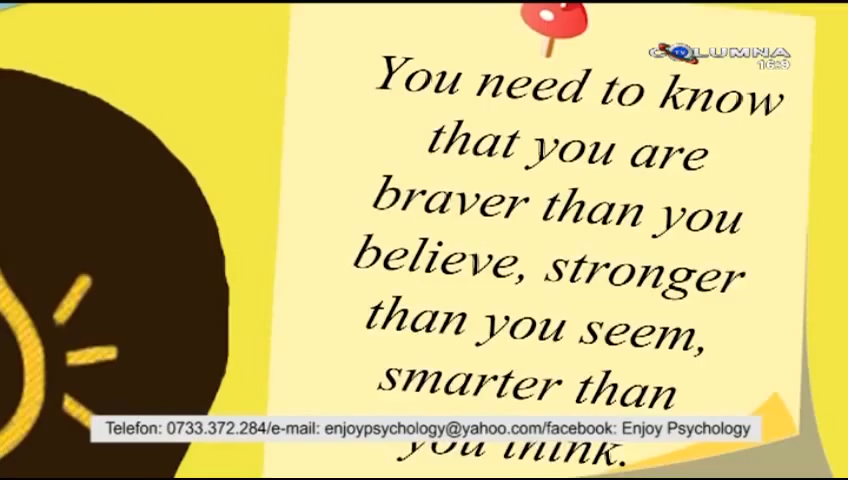 COLUMNA
TV
16:9
You need to know
that you are
braver than you
believe, stronger
than you seem,
smarter than
you think.
Telefon: 0733.372.284/e-mail: enjoypsychology@yahoo.com/facebook: Enjoy Psychology